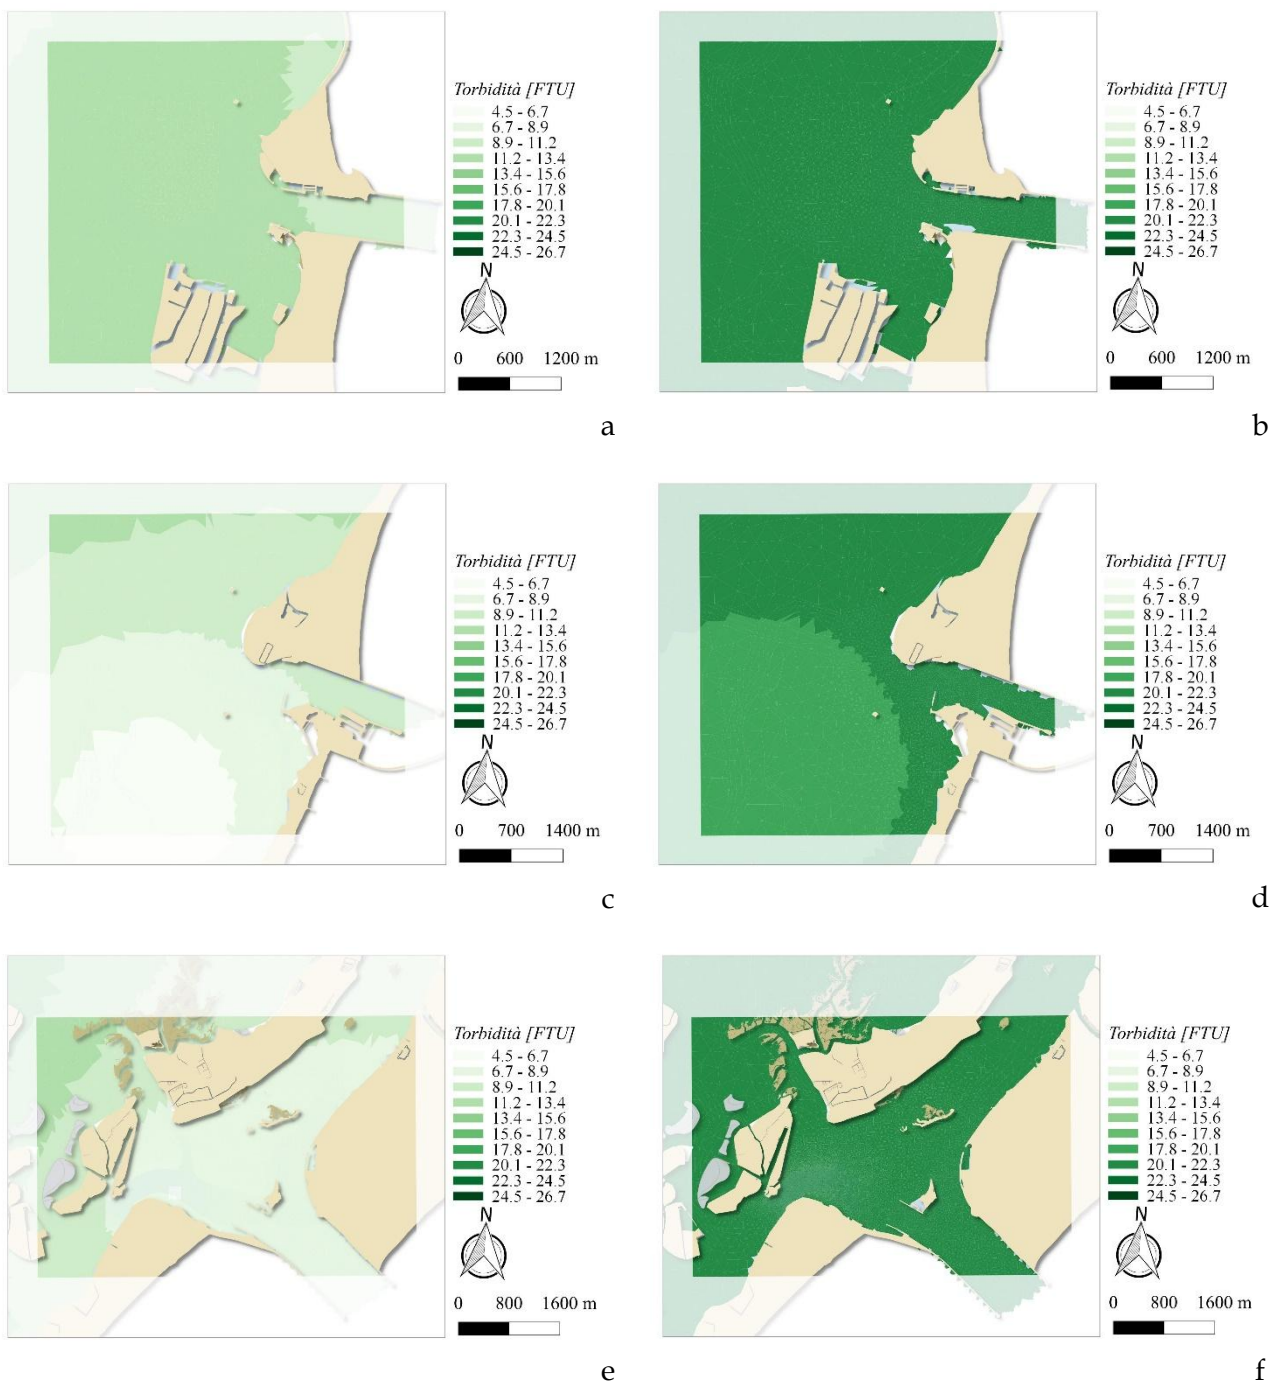 Torbidità [FTU]
4.5 - 6.7
6.7 - 8.9
8.9 - 11.2
11.2 - 13.4
13.4 - 15.6
15.6 - 17.8
17.8 - 20.1
20.1 - 22.3
22.3 - 24.5
24.5 - 26.7
N
0 600 1200 m
a
Torbidità [FTU]
4.5 - 6.7
6.7 - 8.9
8.9 - 11.2
11.2 - 13.4
13.4 - 15.6
15.6 - 17.8
17.8 - 20.1
20.1 - 22.3
22.3 - 24.5
24.5 - 26.7
N
0 600 1200 m
b
Torbidità [FTU]
4.5 - 6.7
6.7 - 8.9
8.9 - 11.2
11.2 - 13.4
13.4 - 15.6
15.6 - 17.8
17.8 - 20.1
20.1 - 22.3
22.3 - 24.5
24.5 - 26.7
N
0 700 1400 m
c
Torbidità [FTU]
4.5 - 6.7
6.7 - 8.9
8.9 - 11.2
11.2 - 13.4
13.4 - 15.6
15.6 - 17.8
17.8 - 20.1
20.1 - 22.3
22.3 - 24.5
24.5 - 26.7
N
0 700 1400 m
d
Torbidità [FTU]
4.5 - 6.7
6.7 - 8.9
8.9 - 11.2
11.2 - 13.4
13.4 - 15.6
15.6 - 17.8
17.8 - 20.1
20.1 - 22.3
22.3 - 24.5
24.5 - 26.7
N
0 800 1600 m
e
Torbidità [FTU]
4.5 - 6.7
6.7 - 8.9
8.9 - 11.2
11.2 - 13.4
13.4 - 15.6
15.6 - 17.8
17.8 - 20.1
20.1 - 22.3
22.3 - 24.5
24.5 - 26.7
N
0 800 1600 m
f